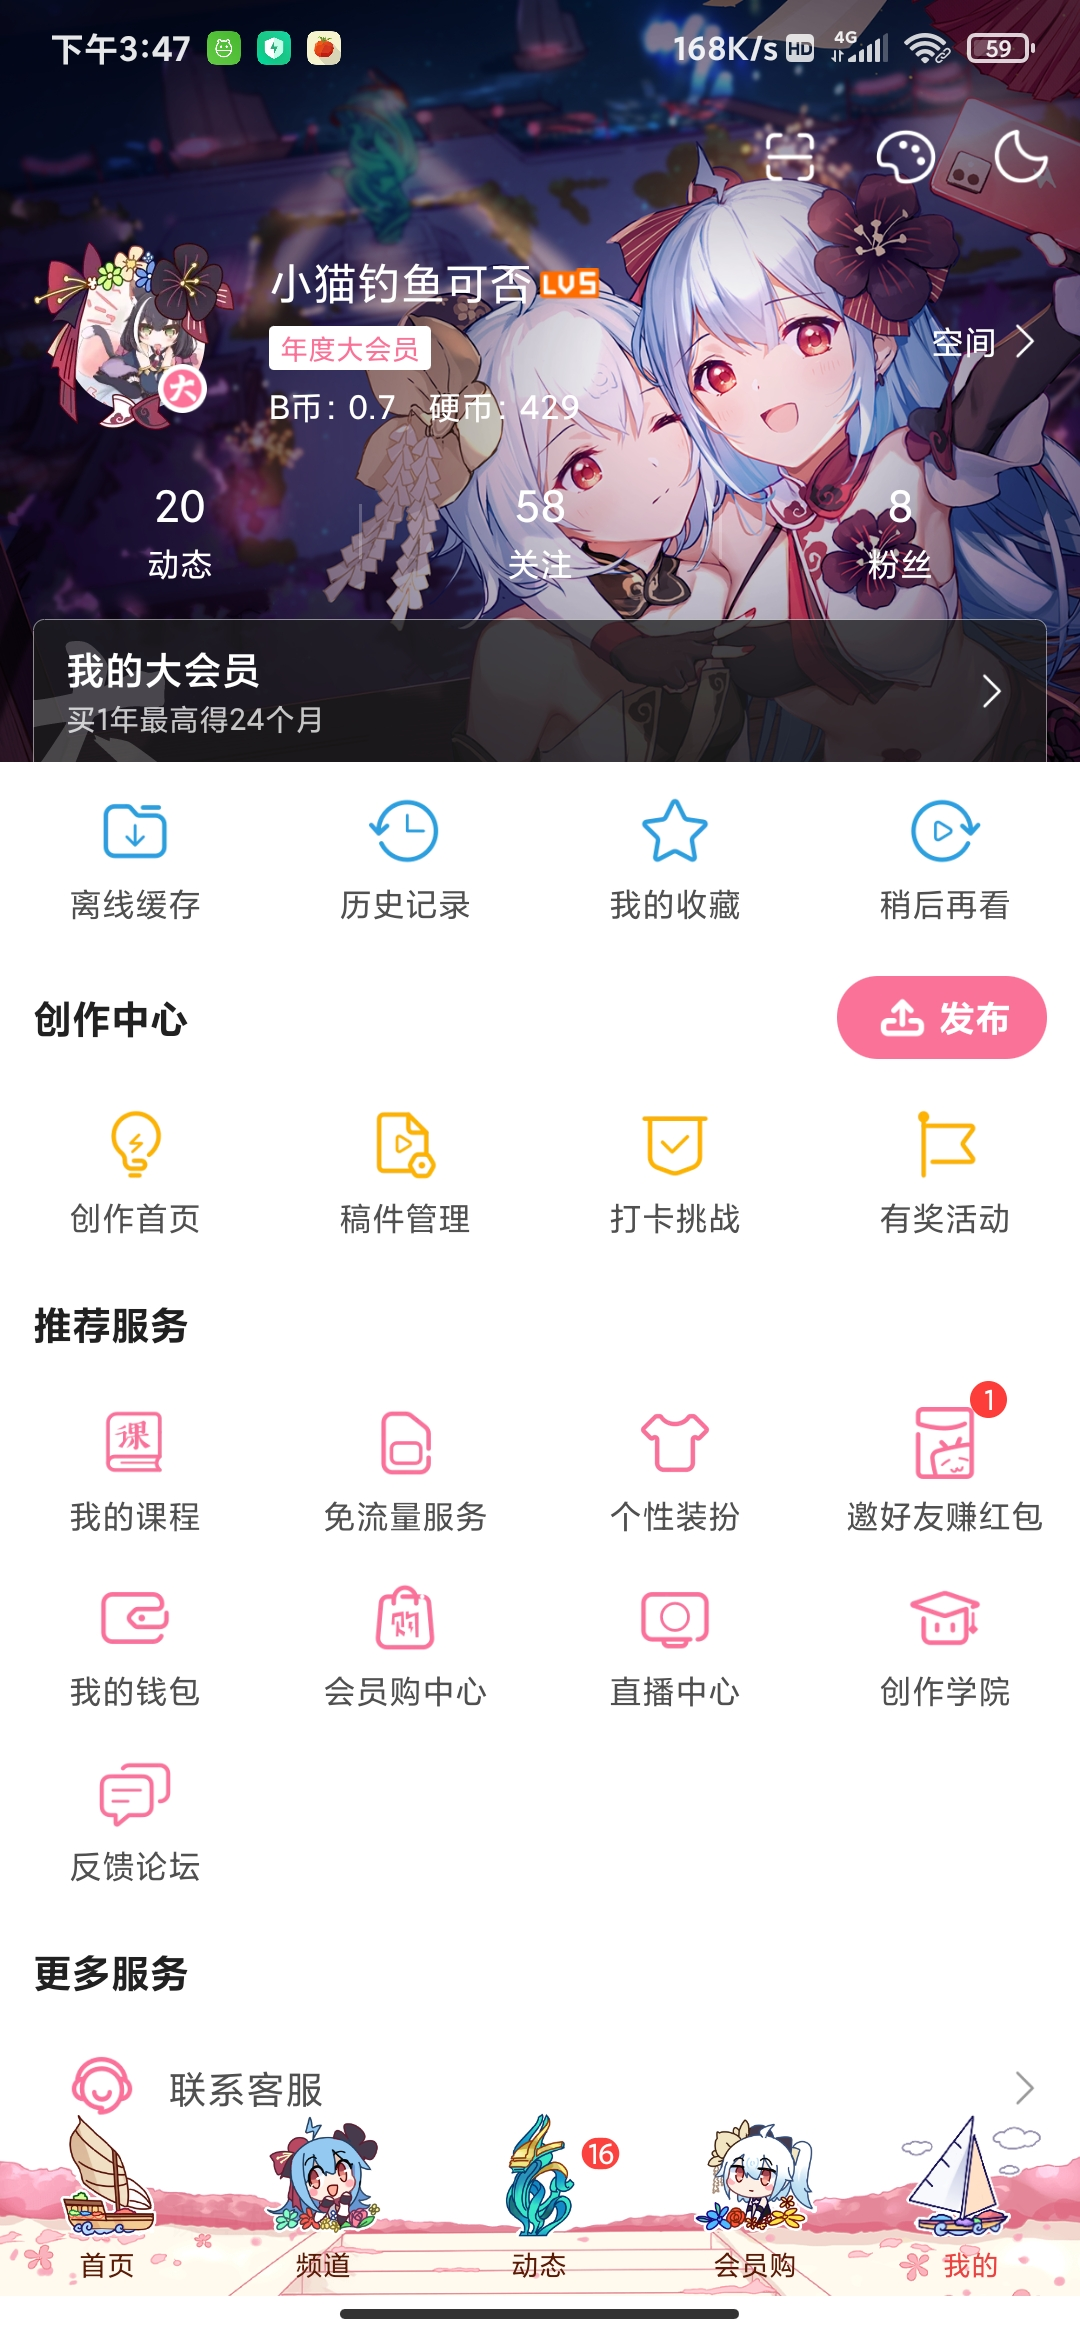 下午3:47
168K/s HD 4G 59
小猫钓鱼可否 LV5
年度大会员
空间
大
B币：0.7 硬币：429
20 58 8
动态 关注 粉丝
我的大会员
买1年最高得24个月
离线缓存 历史记录 我的收藏 稍后再看
创作中心 发布
创作首页 稿件管理 打卡挑战 有奖活动
推荐服务
课 1
我的课程 免流量服务 个性装扮 邀好友赚红包
购
我的钱包 会员购中心 直播中心 创作学院
反馈论坛
更多服务
联系客服
16
首页 频道 动态 会员购 我的